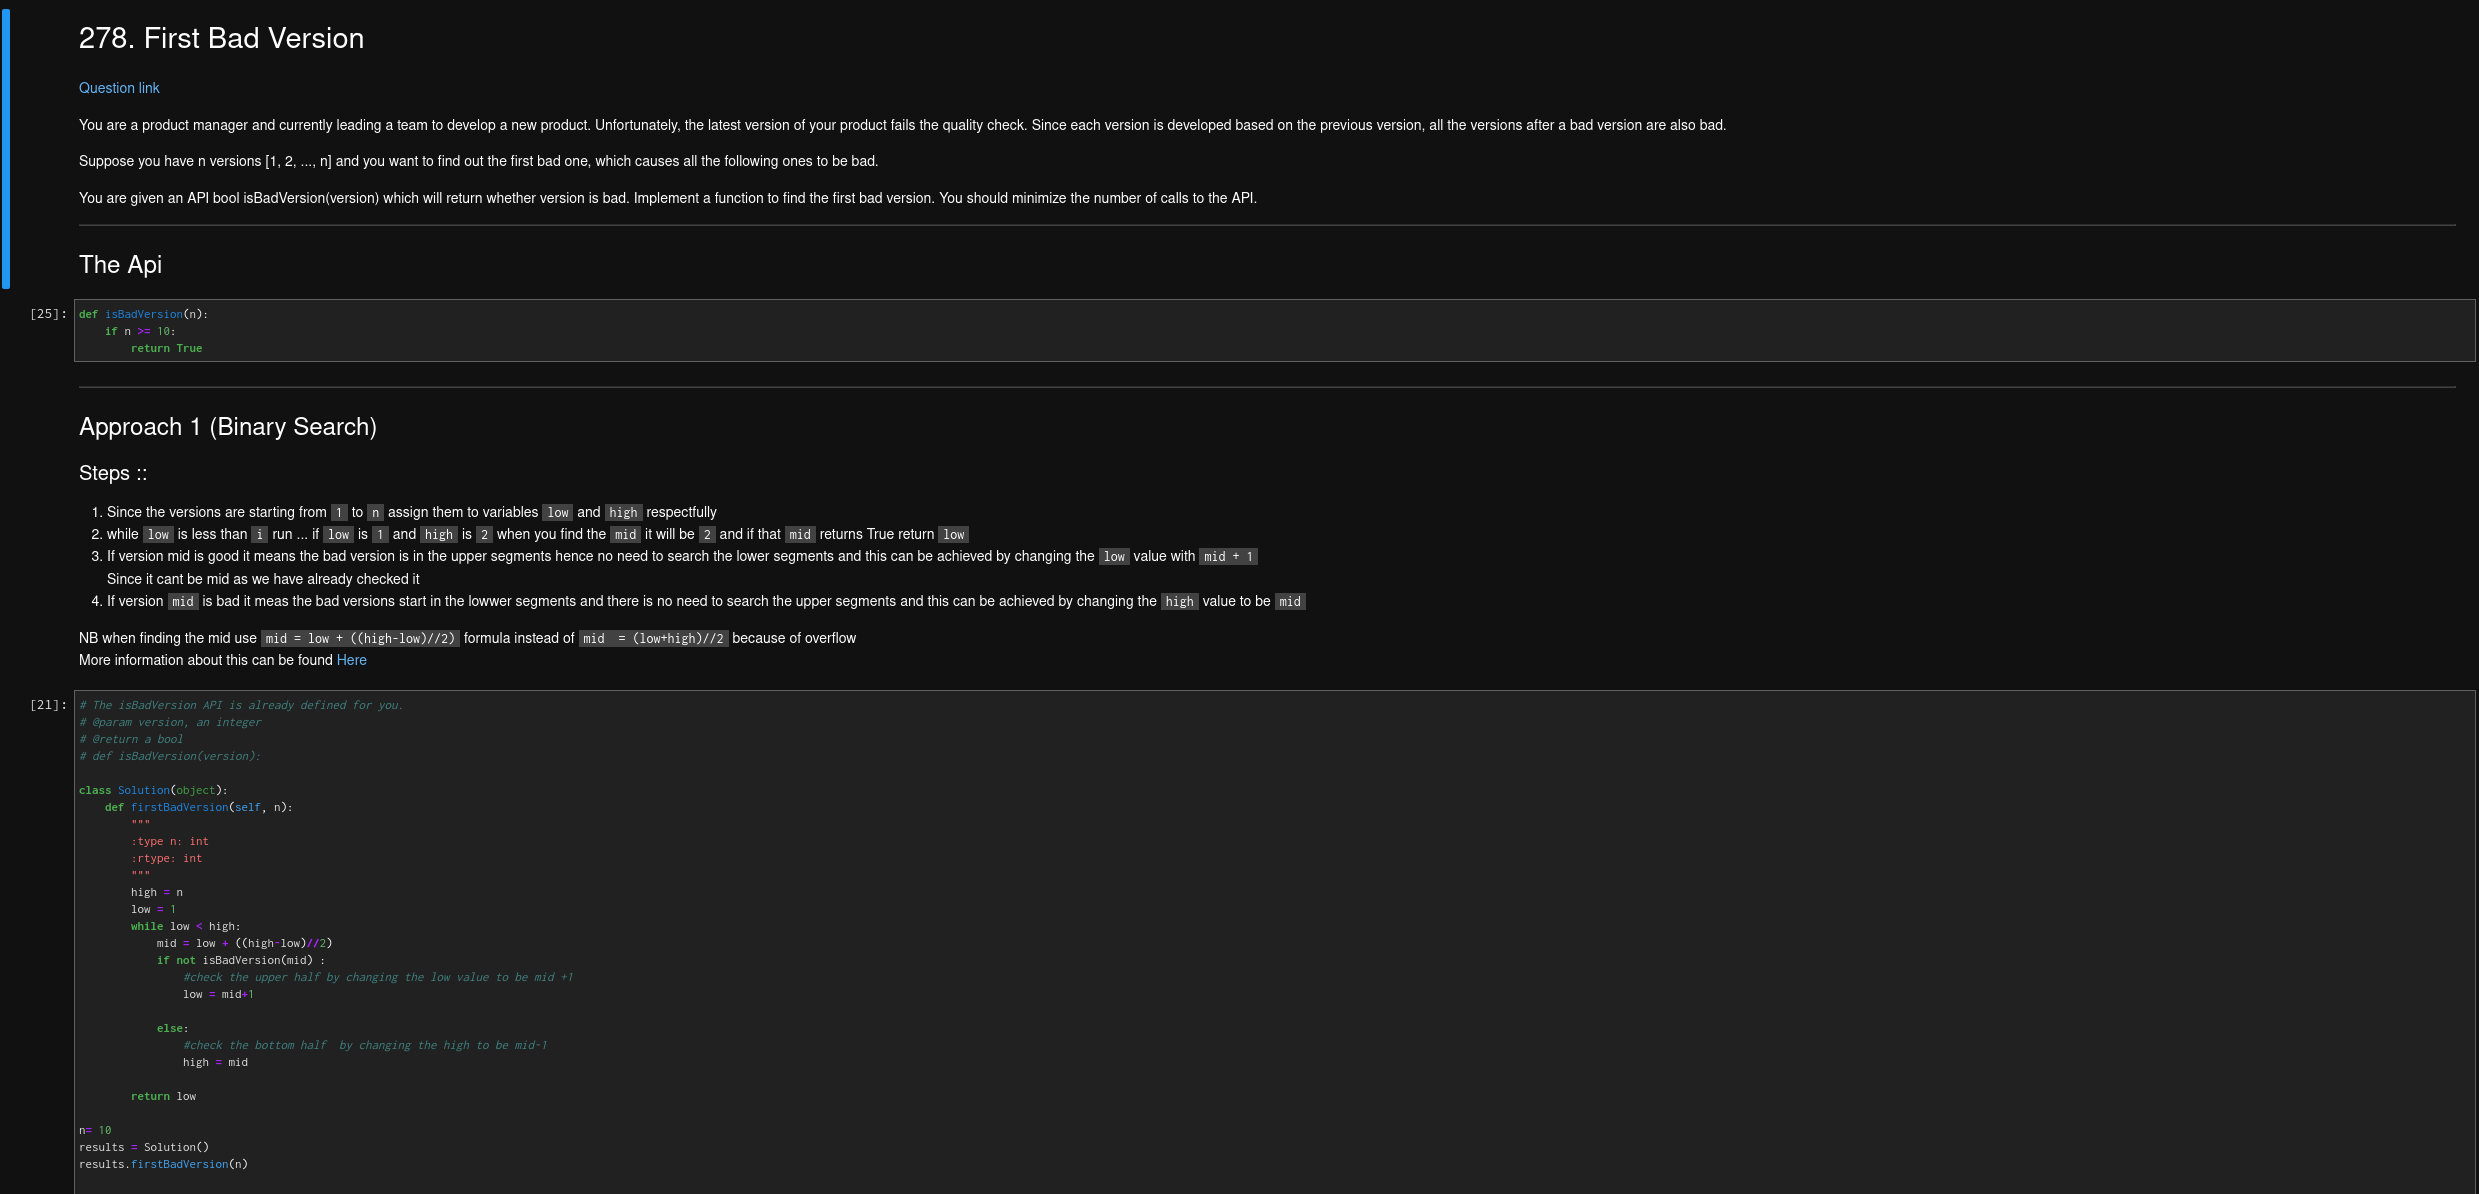 278. First Bad Version
Question link
You are a product manager and currently leading a team to develop a new product. Unfortunately, the latest version of your product fails the quality check. Since each version is developed based on the previous version, all the versions after a bad version are also bad.
Suppose you have n versions [1, 2, ..., n] and you want to find out the first bad one, which causes all the following ones to be bad.
You are given an API bool isBadVersion(version) which will return whether version is bad. Implement a function to find the first bad version. You should minimize the number of calls to the API.
The Api
[25]: def isBadVersion(n):
    if n >= 10:
        return True
Approach 1 (Binary Search)
Steps ::
1. Since the versions are starting from 1 to n assign them to variables low and high respectfully
2. while low is less than i run ... if low is 1 and high is 2 when you find the mid it will be 2 and if that mid returns True return low
3. If version mid is good it means the bad version is in the upper segments hence no need to search the lower segments and this can be achieved by changing the low value with mid + 1
Since it cant be mid as we have already checked it
4. If version mid is bad it meas the bad versions start in the lowwer segments and there is no need to search the upper segments and this can be achieved by changing the high value to be mid
NB when finding the mid use mid = low + ((high-low)//2) formula instead of mid  = (low+high)//2 because of overflow
More information about this can be found Here
[21]: # The isBadVersion API is already defined for you.
# @param version, an integer
# @return a bool
# def isBadVersion(version):
class Solution(object):
    def firstBadVersion(self, n):
        """
        :type n: int
        :rtype: int
        """
        high = n
        low = 1
        while low < high:
            mid = low + ((high-low)//2)
            if not isBadVersion(mid) :
                #check the upper half by changing the low value to be mid +1
                low = mid+1
            else:
                #check the bottom half  by changing the high to be mid-1
                high = mid
        return low
n= 10
results = Solution()
results.firstBadVersion(n)